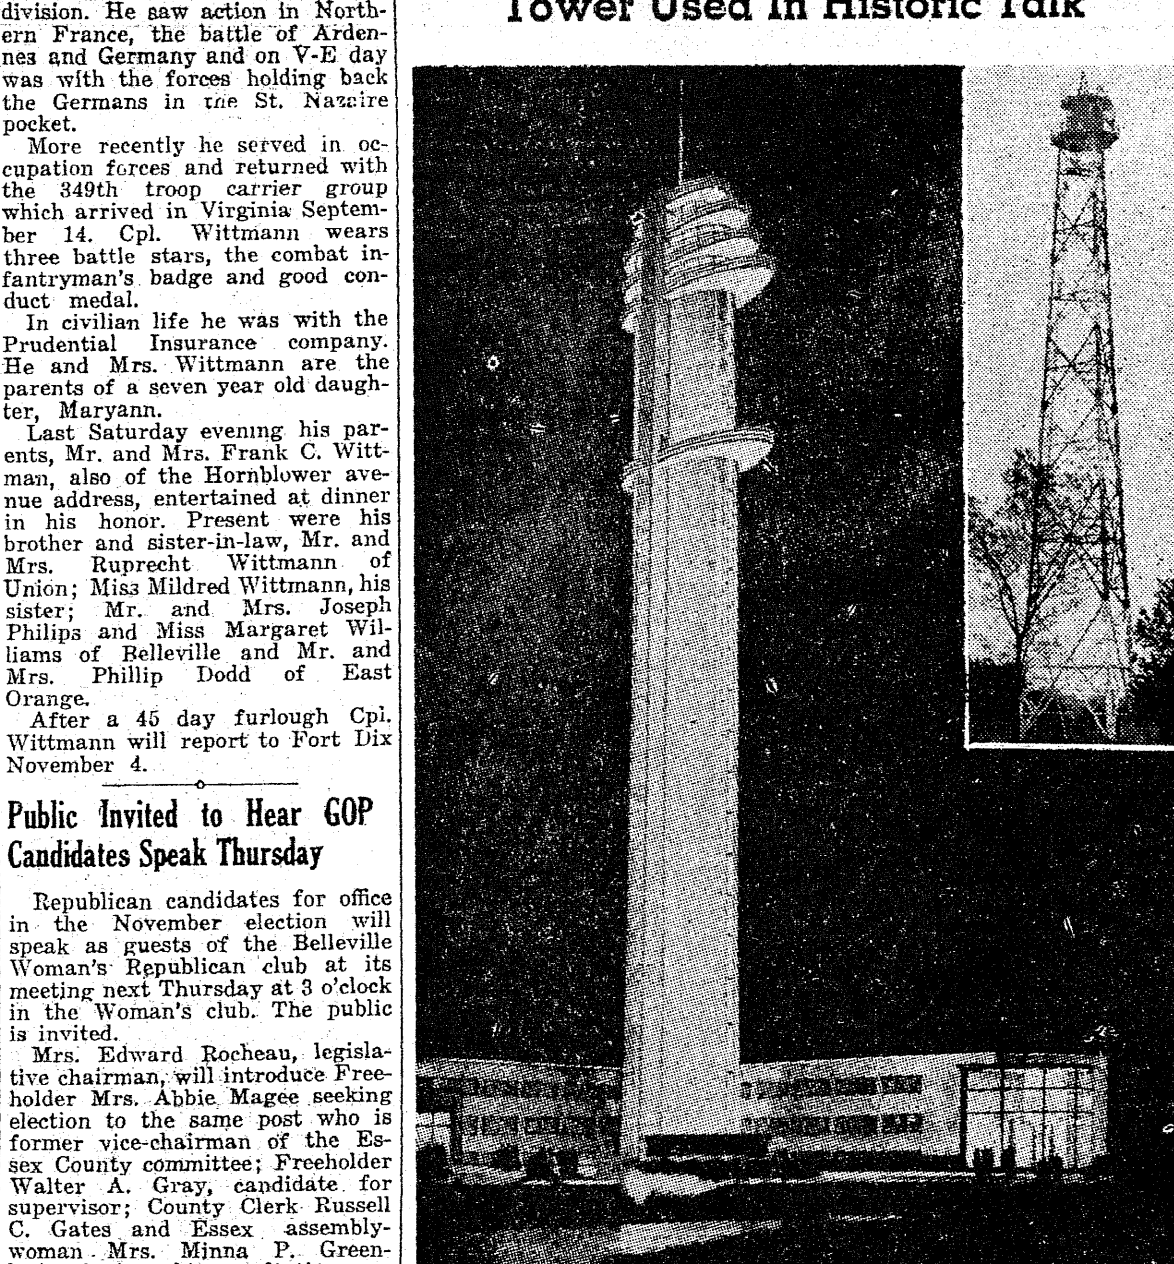 division. He saw action in North-
ern France, the battle of Arden-
nes and Germany and on V-E day
was with the forces holding back
the Germans in the St. Nazaire
pocket.
More recently he served in oc-
cupation forces and returned with
the 349th troop carrier group
which arrived in Virginia Septem-
ber 14. Cpl. Wittmann wears
three battle stars, the combat in-
fantryman's badge and good con-
duct medal.
In civilian life he was with the
Prudential Insurance company.
He and Mrs. Wittmann are the
parents of a seven year old daugh-
ter, Maryann.
Last Saturday evening his par-
ents, Mr. and Mrs. Frank C. Witt-
man, also of the Hornblower ave-
nue address, entertained at dinner
in his honor. Present were his
brother and sister-in-law, Mr. and
Mrs. Ruprecht Wittmann of
Union; Miss Mildred Wittmann, his
sister; Mr. and Mrs. Joseph
Philips and Miss Margaret Wil-
liams of Belleville and Mr. and
Mrs. Phillip Dodd of East
Orange.
After a 45 day furlough Cpl.
Wittmann will report to Fort Dix
November 4.
Public Invited to Hear GOP
Candidates Speak Thursday
Republican candidates for office
in the November election will
speak as guests of the Belleville
Woman's Republican club at its
meeting next Thursday at 3 o'clock
in the Woman's club. The public
is invited.
Mrs. Edward Rocheau, legisla-
tive chairman, will introduce Free-
holder Mrs. Abbie Magee seeking
election to the same post who is
former vice-chairman of the Es-
sex County committee; Freeholder
Walter A. Gray, candidate for
supervisor; County Clerk Russell
C. Gates and Essex assembly-
woman Mrs. Minna P. Green-
Tower Used In Historic Talk